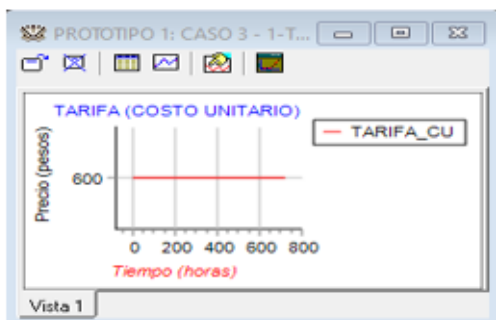 PROTOTIPO 1: CASO 3 - 1-T...
TARIFA (COSTO UNITARIO)
TARIFA_CU
Precio (pesos)
600
0 200 400 600 800
Tiempo (horas)
Vista 1